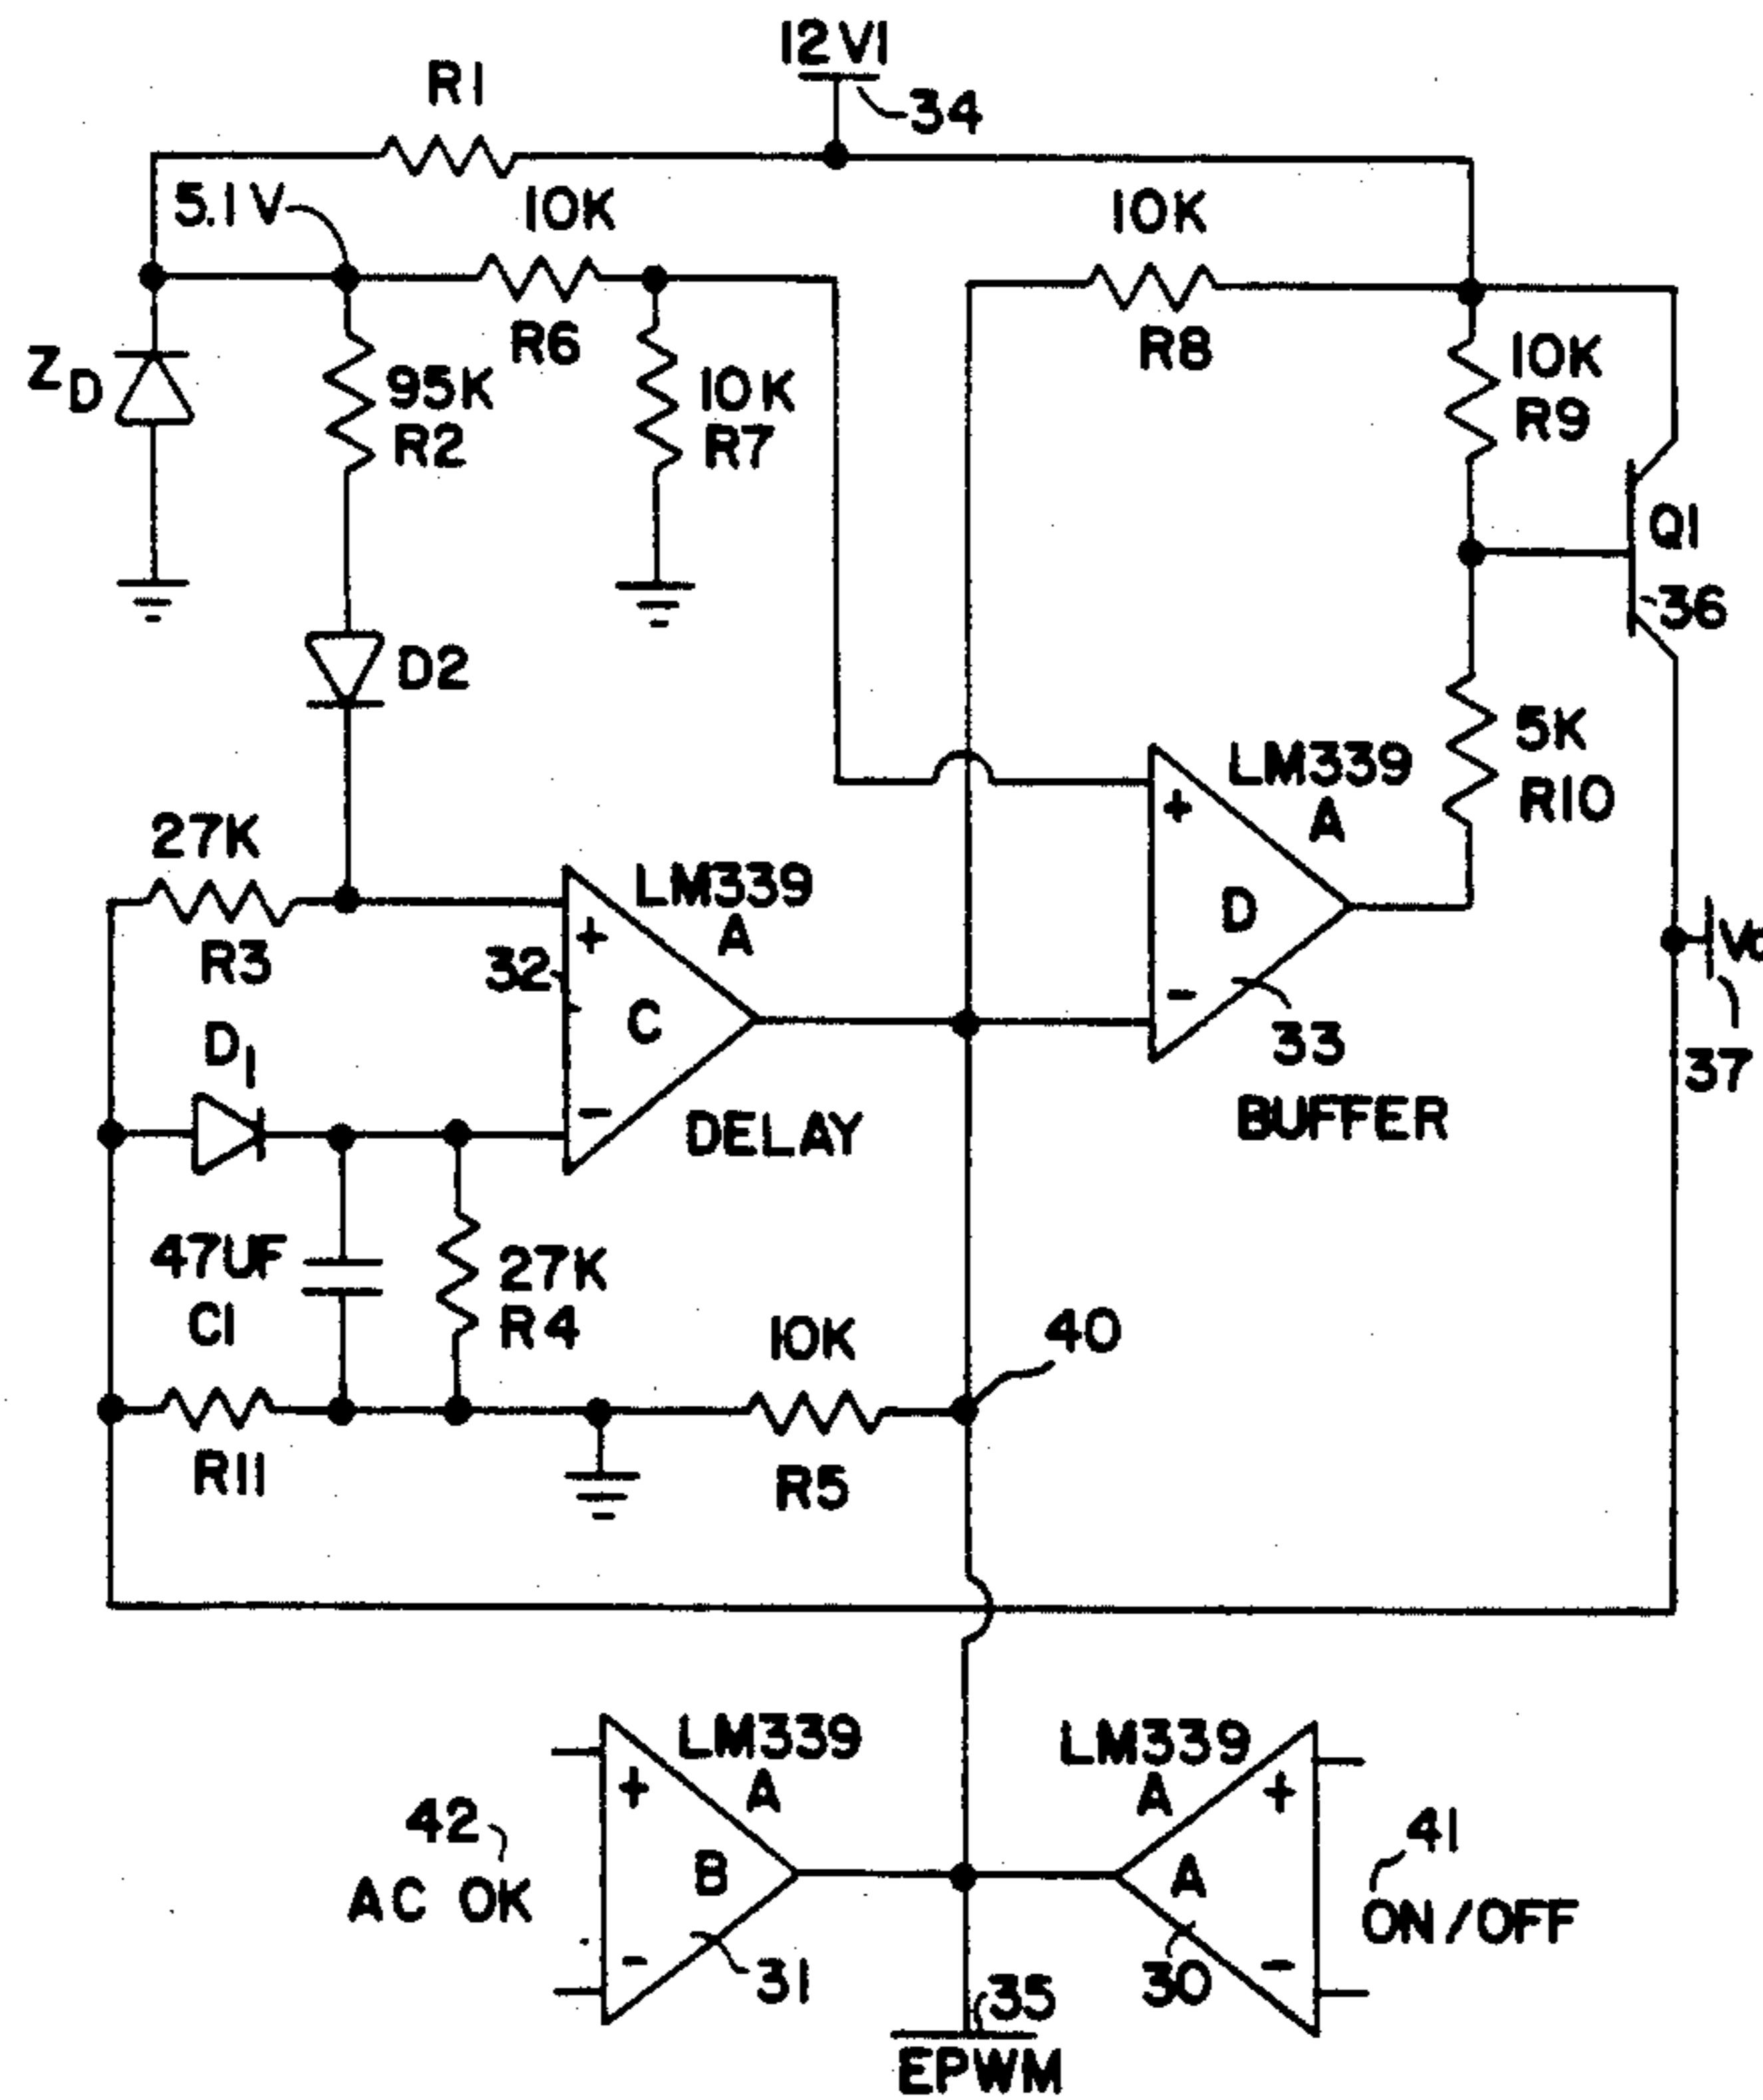 12V1
34
R1
5.1V
10K
R6
10K
R8
ZD
95K
R2
10K
R7
10K
R9
Q1
36
D2
5K
R10
LM339
A
+
D
-
33
BUFFER
27K
R3
LM339
A
32
+
C
-
DELAY
37
D1
47UF
C1
27K
R4
10K
R5
40
R11
LM339
A
+
B
-
31
42
AC OK
LM339
A
+
A
-
30
41
ON/OFF
35
EPWM